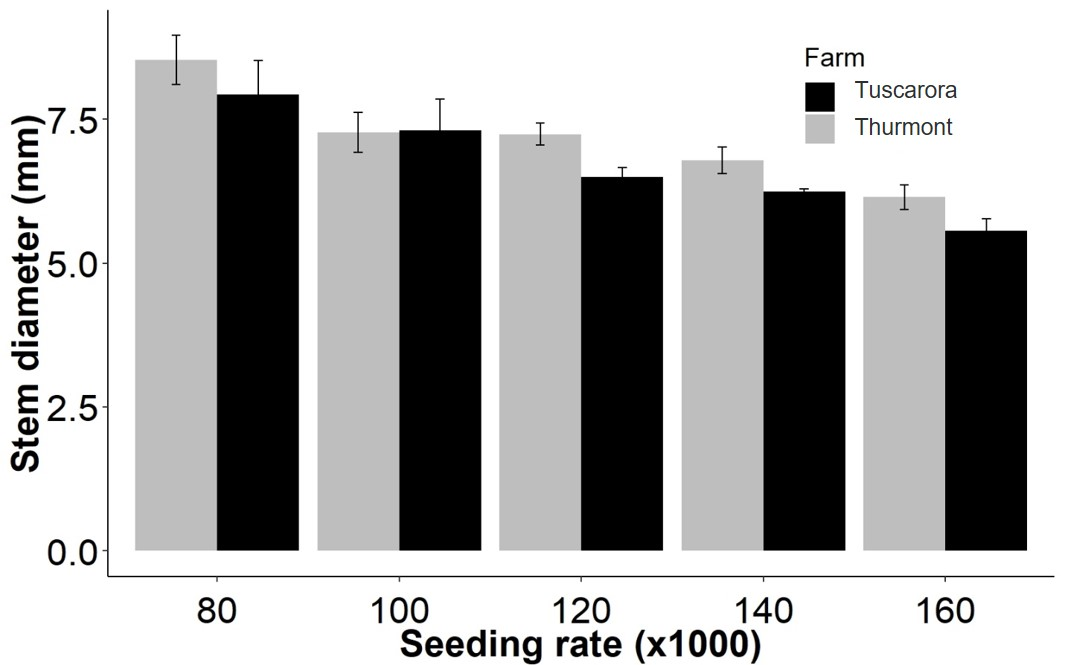 Farm
Tuscarora
Thurmont
Stem diameter (mm)
7.5
5.0
2.5
0.0
80 100 120 140 160
Seeding rate (x1000)